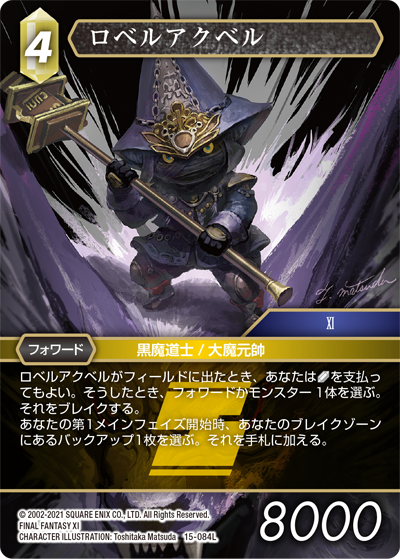 4
ロベルアクベル
T. Matsuda
XI
フォワード
黒魔道士 / 大魔元帥
ロベルアクベルがフィールドに出たとき、あなたは を支払っ
てもよい。そうしたとき、フォワードかモンスター 1体を選ぶ。
それをブレイクする。
あなたの第1メインフェイズ開始時、あなたのブレイクゾーン
にあるバックアップ1枚を選ぶ。それを手札に加える。
© 2002-2021 SQUARE ENIX CO., LTD. All Rights Reserved.
FINAL FANTASY XI
CHARACTER ILLUSTRATION: Toshitaka Matsuda 15-084L
8000